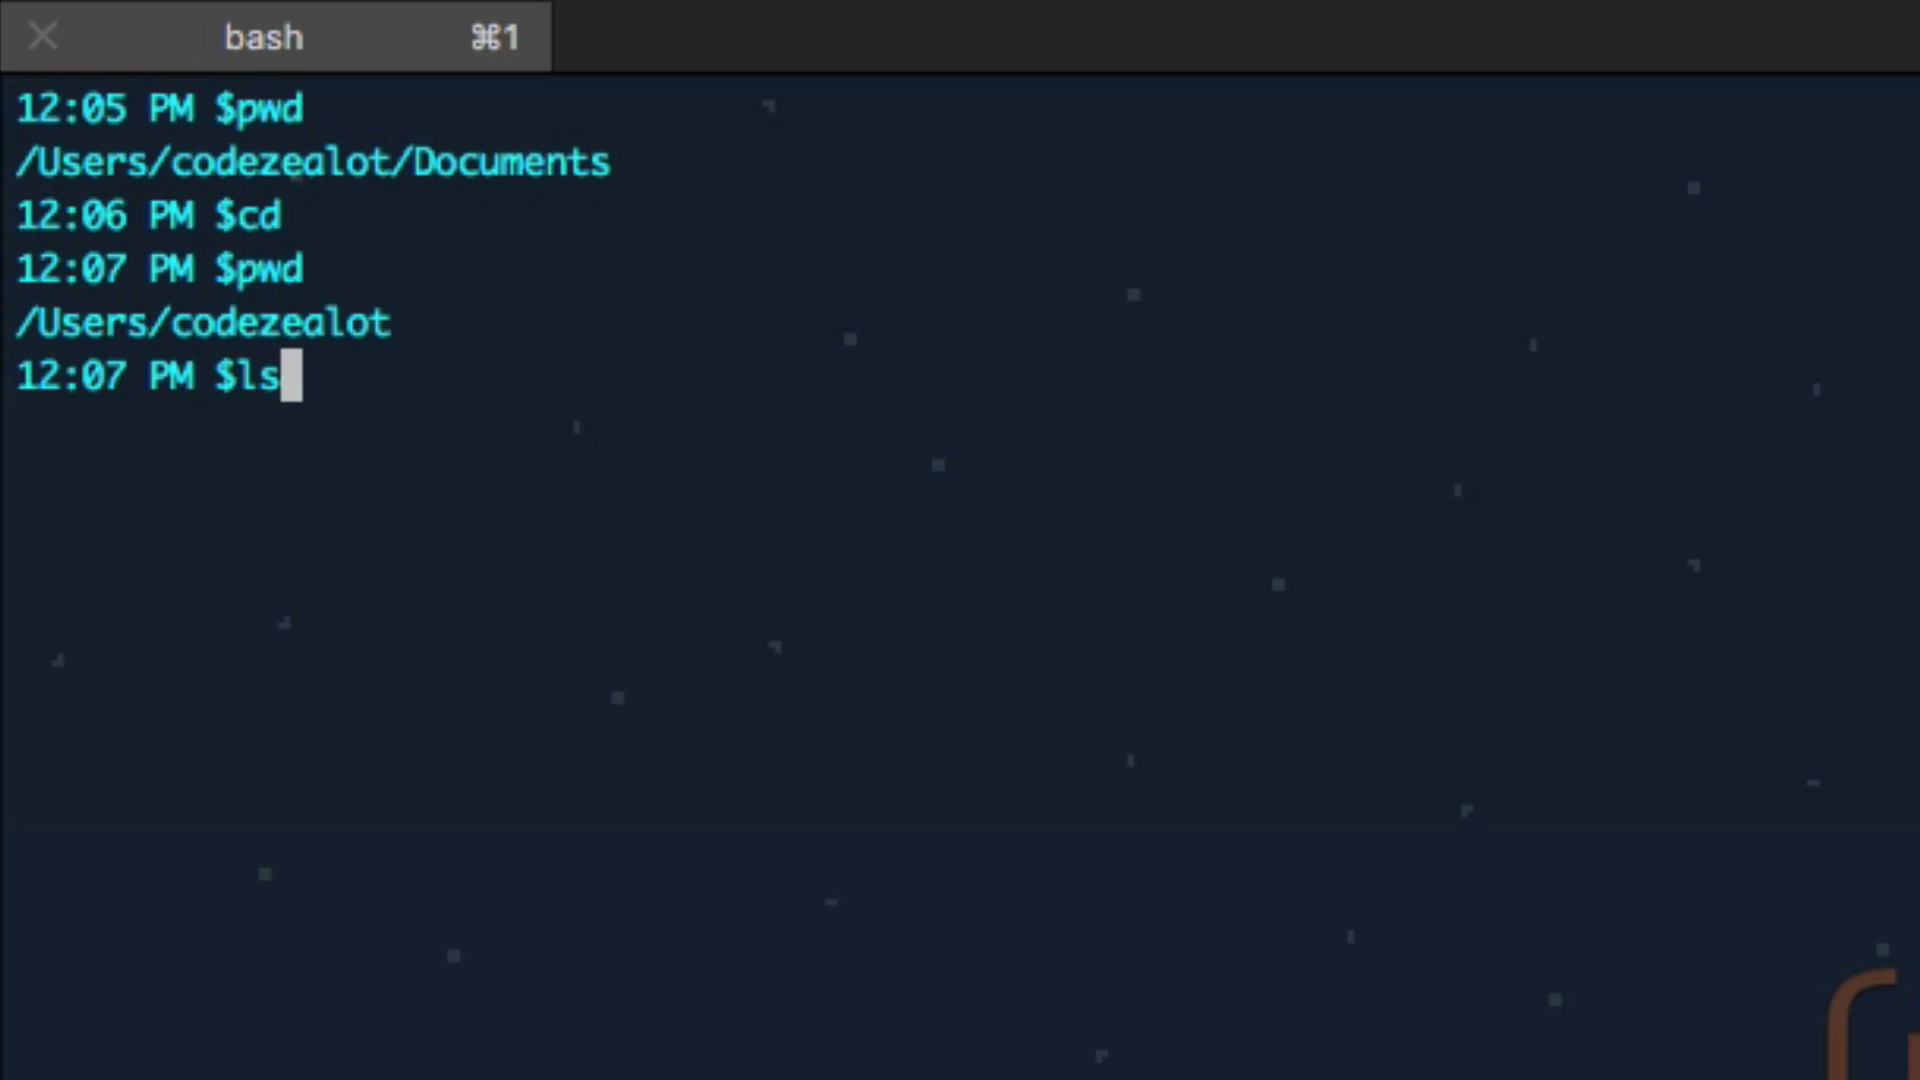 bash ⌘1
12:05 PM $pwd
/Users/codezealot/Documents
12:06 PM $cd
12:07 PM $pwd
/Users/codezealot
12:07 PM $ls